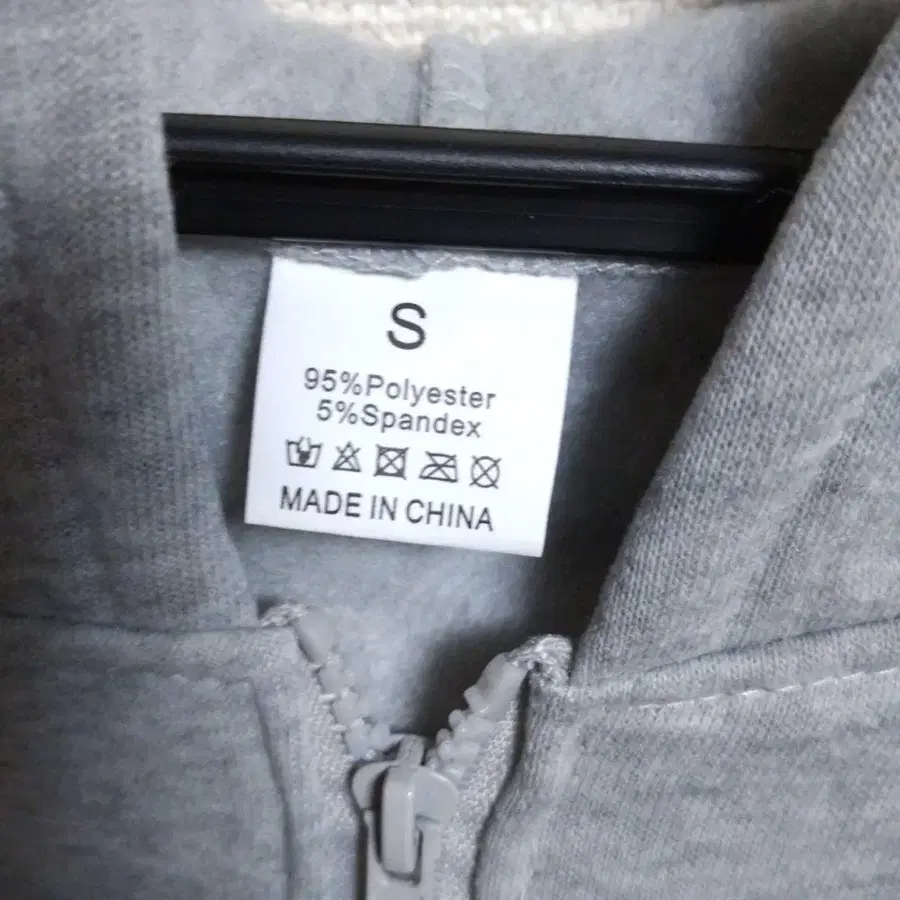 S
95%Polyester
5%Spandex
MADE IN CHINA